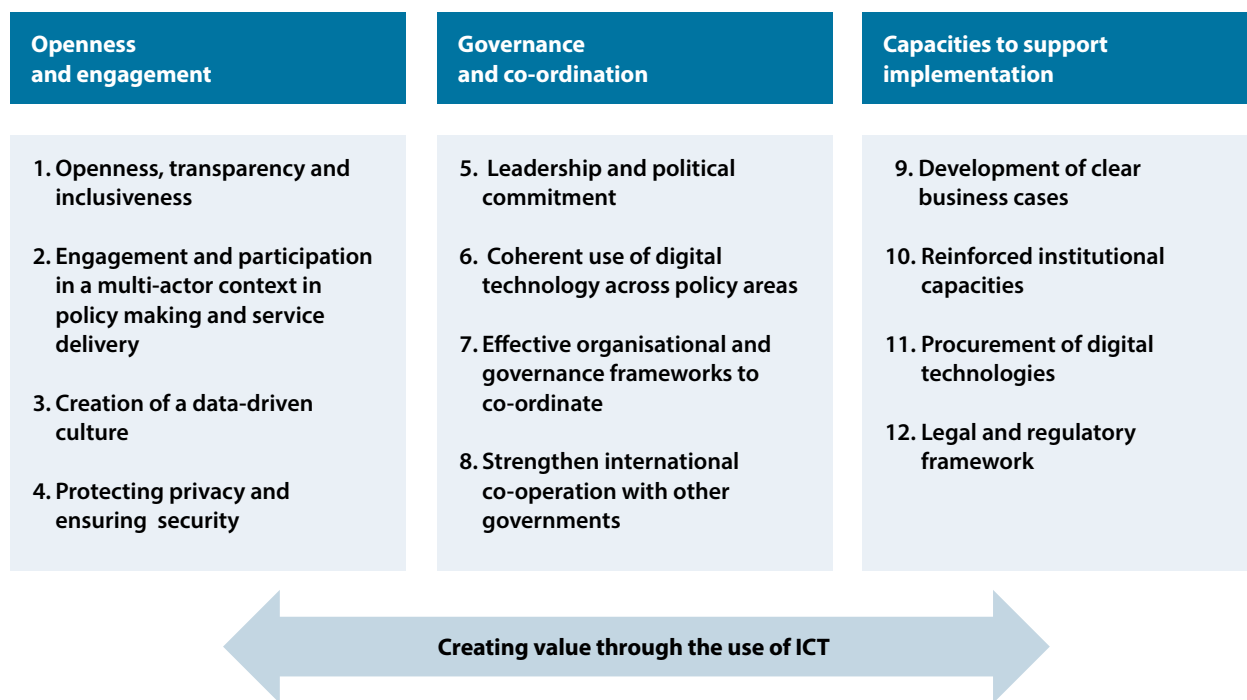 Openness
and engagement
1. Openness, transparency and
inclusiveness
2. Engagement and participation
in a multi-actor context in
policy making and service
delivery
3. Creation of a data-driven
culture
4. Protecting privacy and
ensuring security
Governance
and co-ordination
5. Leadership and political
commitment
6. Coherent use of digital
technology across policy areas
7. Effective organisational and
governance frameworks to
co-ordinate
8. Strengthen international
co-operation with other
governments
Capacities to support
implementation
9. Development of clear
business cases
10. Reinforced institutional
capacities
11. Procurement of digital
technologies
12. Legal and regulatory
framework
Creating value through the use of ICT